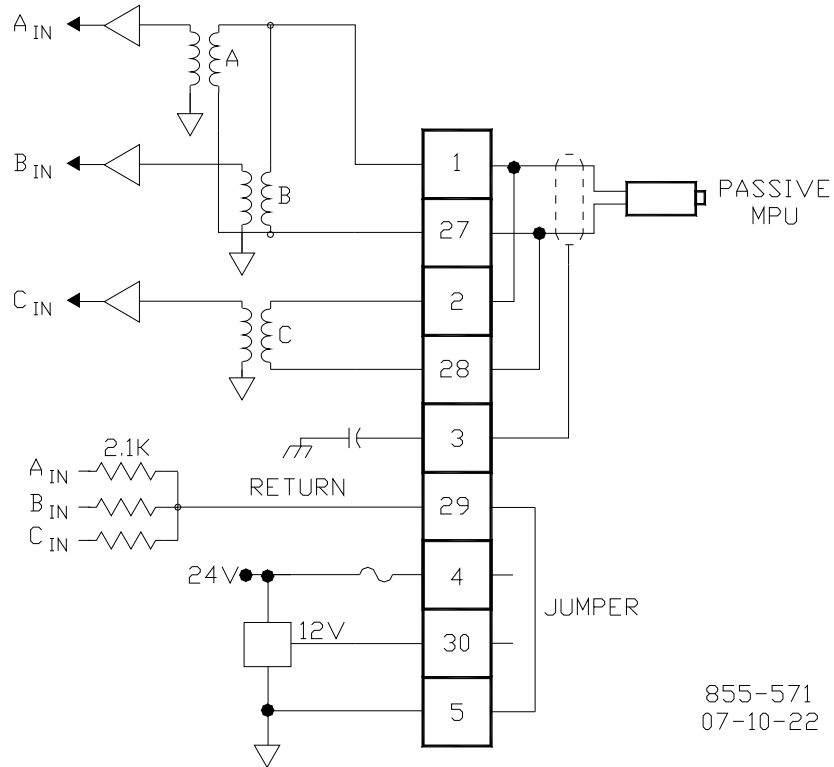 A IN
A
B IN
B
C IN
C
1
27
2
28
3
29
4
30
5
PASSIVE
MPU
2.1K
A IN
B IN
C IN
RETURN
24V
12V
JUMPER
855-571
07-10-22